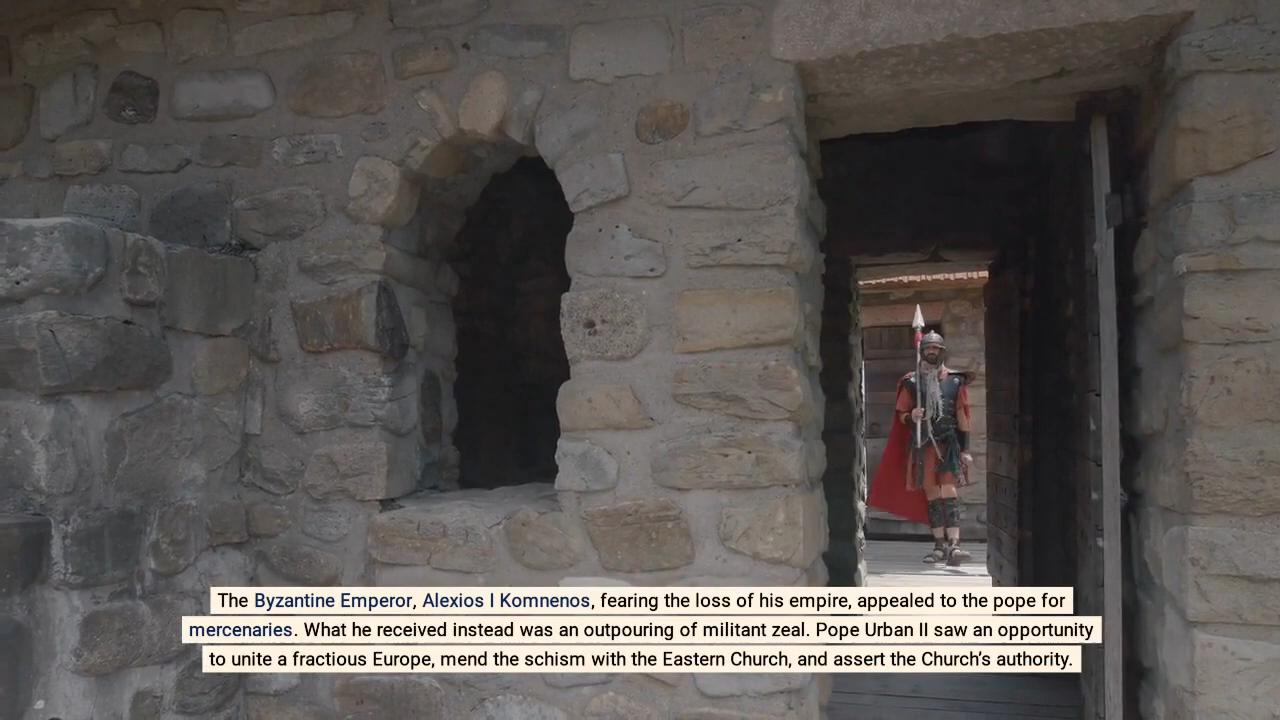 The Byzantine Emperor, Alexios I Komnenos, fearing the loss of his empire, appealed to the pope for
mercenaries. What he received instead was an outpouring of militant zeal. Pope Urban II saw an opportunity
to unite a fractious Europe, mend the schism with the Eastern Church, and assert the Church’s authority.